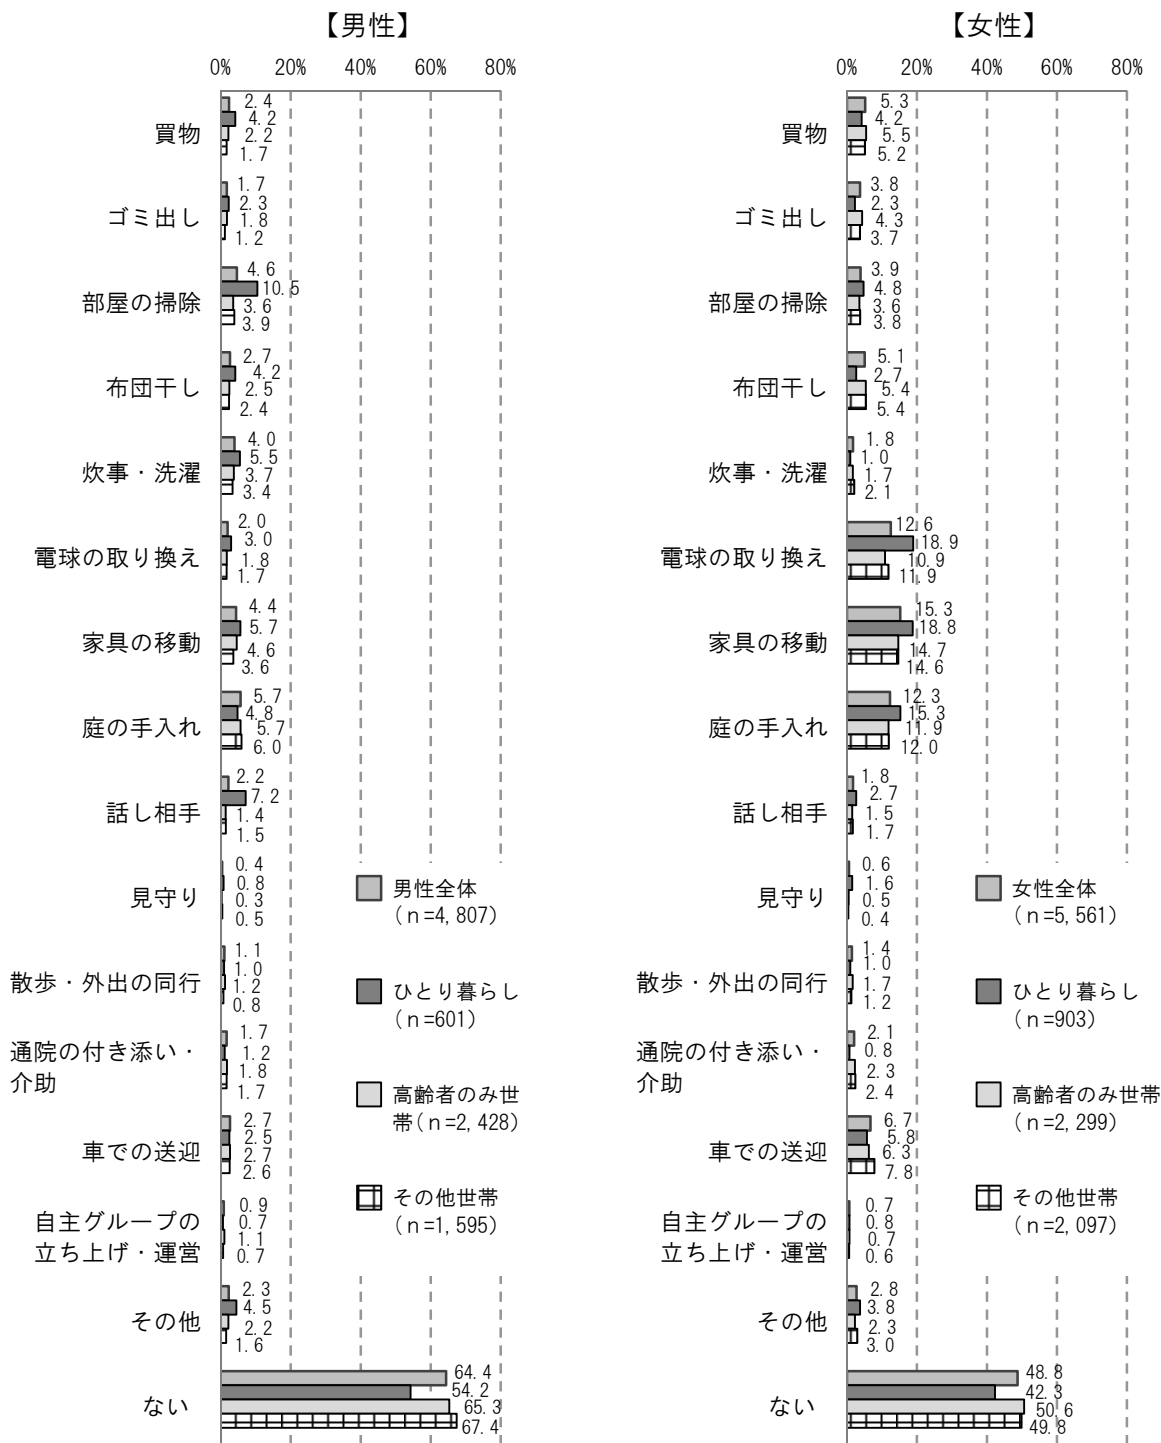 【男性】
0% 20% 40% 60% 80%
買物
2.4
4.2
2.2
1.7
ゴミ出し
1.7
2.3
1.8
1.2
部屋の掃除
4.6
10.5
3.6
3.9
布団干し
2.7
4.2
2.5
2.4
炊事・洗濯
4.0
5.5
3.7
3.4
電球の取り換え
2.0
3.0
1.8
1.7
家具の移動
4.4
5.7
4.6
3.6
庭の手入れ
5.7
4.8
5.7
6.0
話し相手
2.2
7.2
1.4
1.5
見守り
0.4
0.8
0.3
0.5
散歩・外出の同行
1.1
1.0
1.2
0.8
通院の付き添い・
介助
1.7
1.2
1.8
1.7
車での送迎
2.7
2.5
2.7
2.6
自主グループの
立ち上げ・運営
0.9
0.7
1.1
0.7
その他
2.3
4.5
2.2
1.6
ない
64.4
54.2
65.3
67.4
男性全体
(n=4,807)
ひとり暮らし
(n=601)
高齢者のみ世
帯(n=2,428)
その他世帯
(n=1,595)
【女性】
0% 20% 40% 60% 80%
買物
5.3
4.2
5.5
5.2
ゴミ出し
3.8
2.3
4.3
3.7
部屋の掃除
3.9
4.8
3.6
3.8
布団干し
5.1
2.7
5.4
5.4
炊事・洗濯
1.8
1.0
1.7
2.1
電球の取り換え
12.6
18.9
10.9
11.9
家具の移動
15.3
18.8
14.7
14.6
庭の手入れ
12.3
15.3
11.9
12.0
話し相手
1.8
2.7
1.5
1.7
見守り
0.6
1.6
0.5
0.4
散歩・外出の同行
1.4
1.0
1.7
1.2
通院の付き添い・
介助
2.1
0.8
2.3
2.4
車での送迎
6.7
5.8
6.3
7.8
自主グループの
立ち上げ・運営
0.7
0.8
0.7
0.6
その他
2.8
3.8
2.3
3.0
ない
48.8
42.3
50.6
49.8
女性全体
(n=5,561)
ひとり暮らし
(n=903)
高齢者のみ世帯
(n=2,299)
その他世帯
(n=2,097)